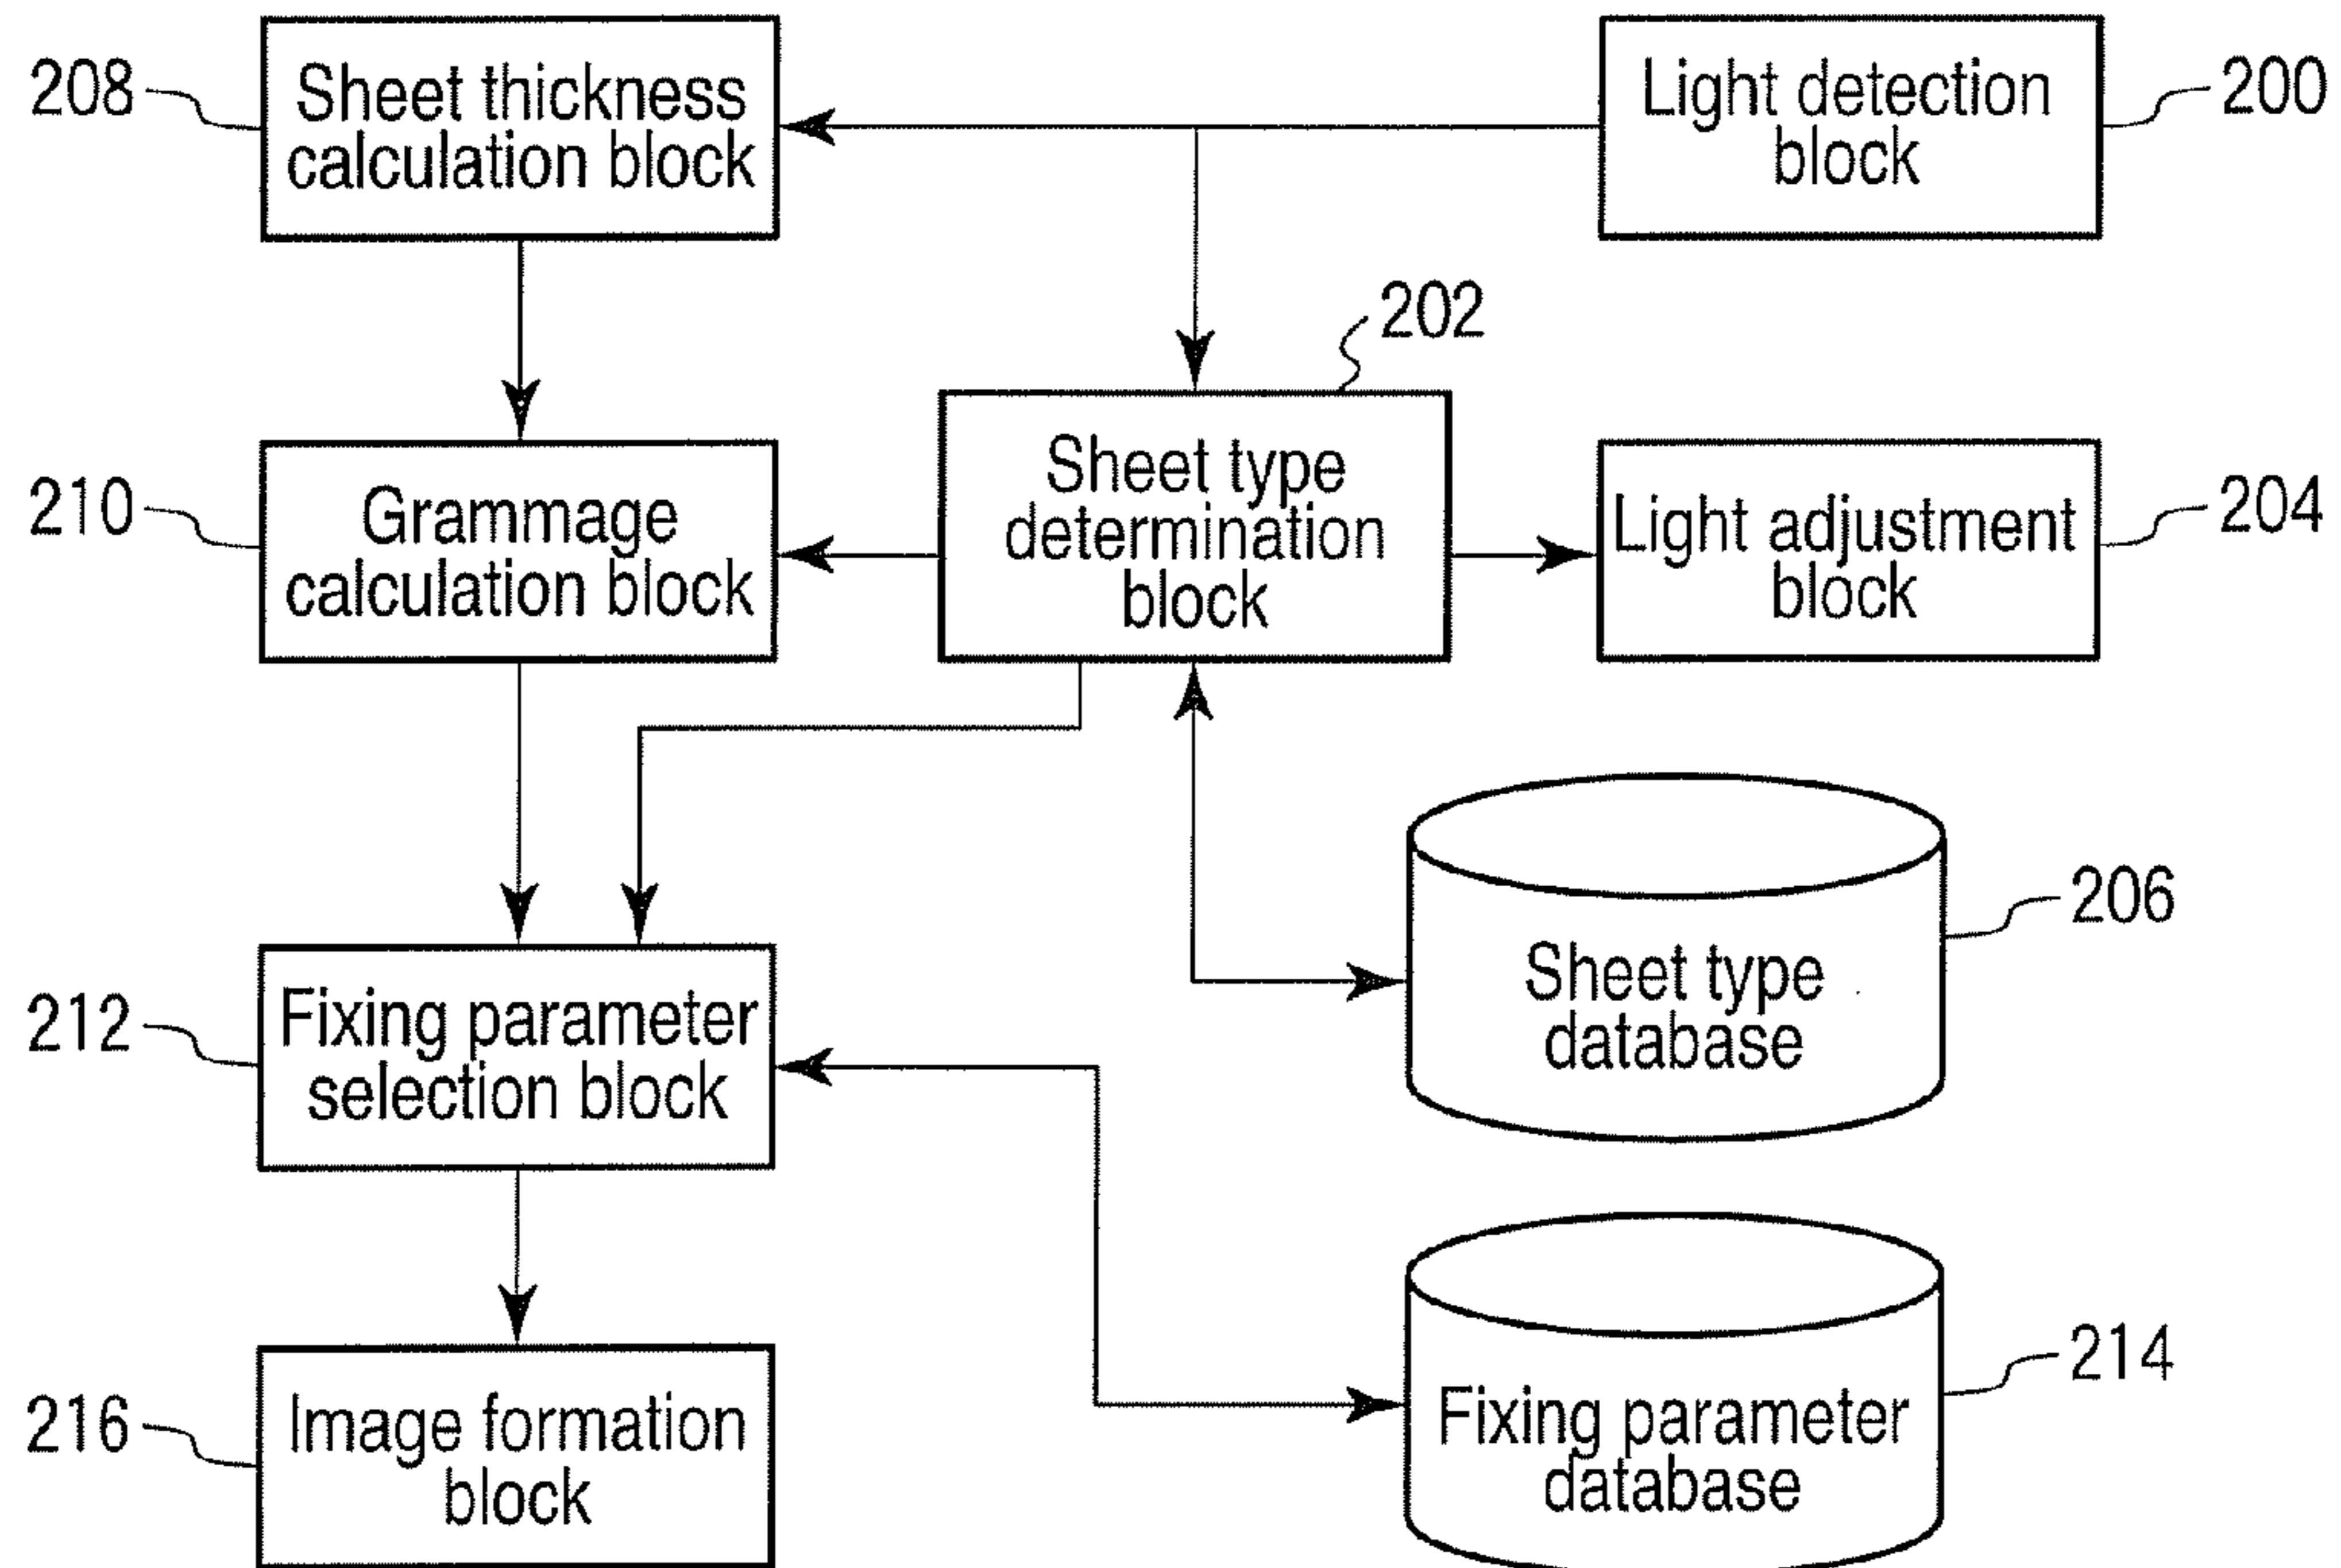 208
Sheet thickness
calculation block
Light detection
block
200
202
210
Grammage
calculation block
Sheet type
determination
block
Light adjustment
block
204
206
Sheet type
database
212
Fixing parameter
selection block
214
Fixing parameter
database
216
Image formation
block